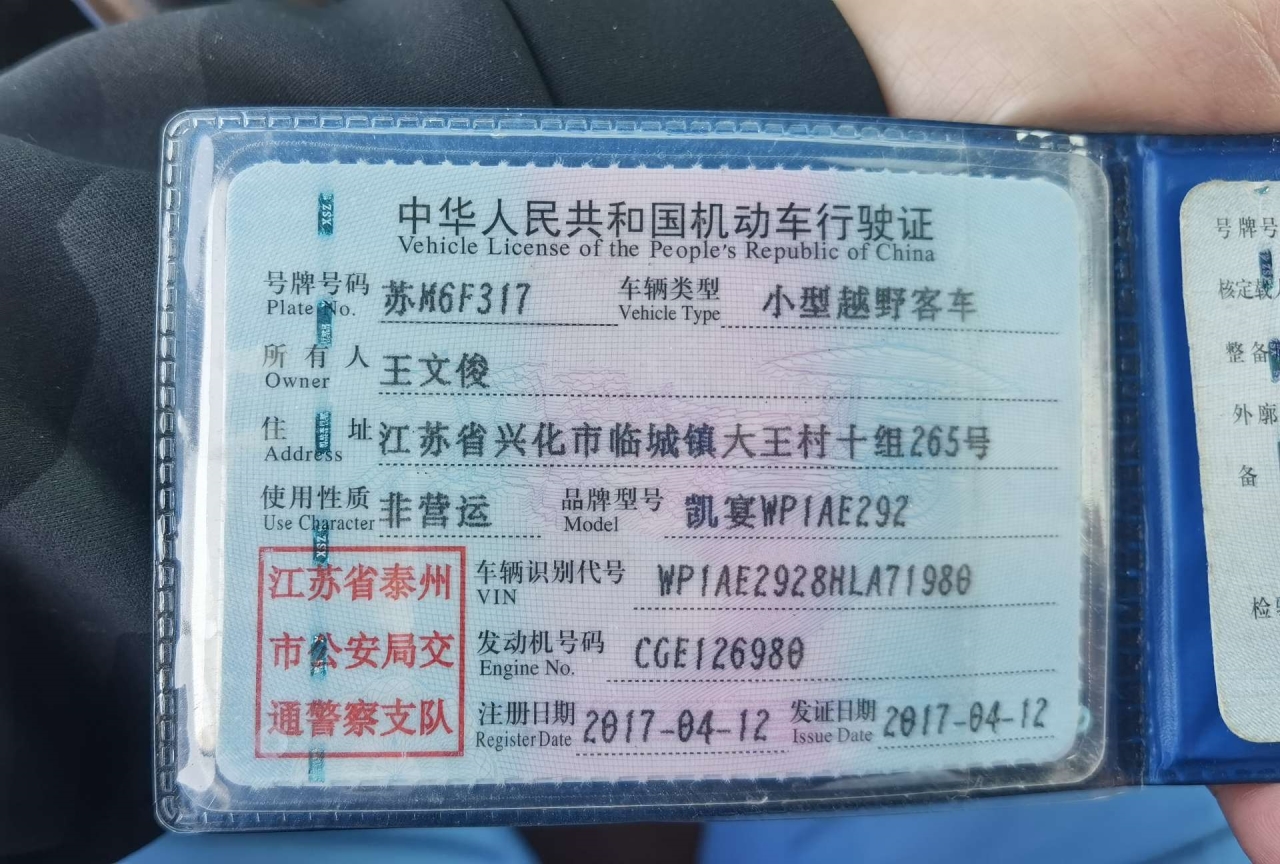 中华人民共和国机动车行驶证
Vehicle License of the People's Republic of China
号牌号码 苏M6F317 车辆类型 小型越野客车
Plate No. Vehicle Type
所有人 王文俊
Owner
住址 江苏省兴化市临城镇大王村十组265号
Address
使用性质 非营运 品牌型号 凯宴WP1AE292
Use Character Model
江苏省泰州
市公安局交
通警察支队
车辆识别代号 WP1AE2928HLA71980
VIN
发动机号码 CGE126980
Engine No.
注册日期 2017-04-12 发证日期 2017-04-12
Register Date Issue Date
号牌号
核定载人
整备
外廓
备
检验